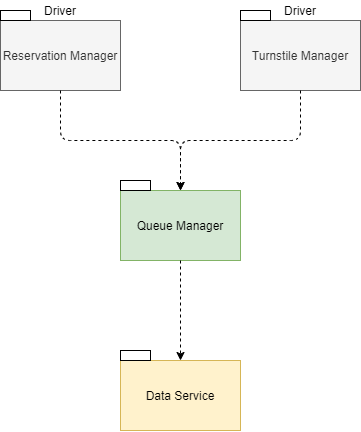 Driver
Driver
Reservation Manager
Turnstile Manager
Queue Manager
Data Service